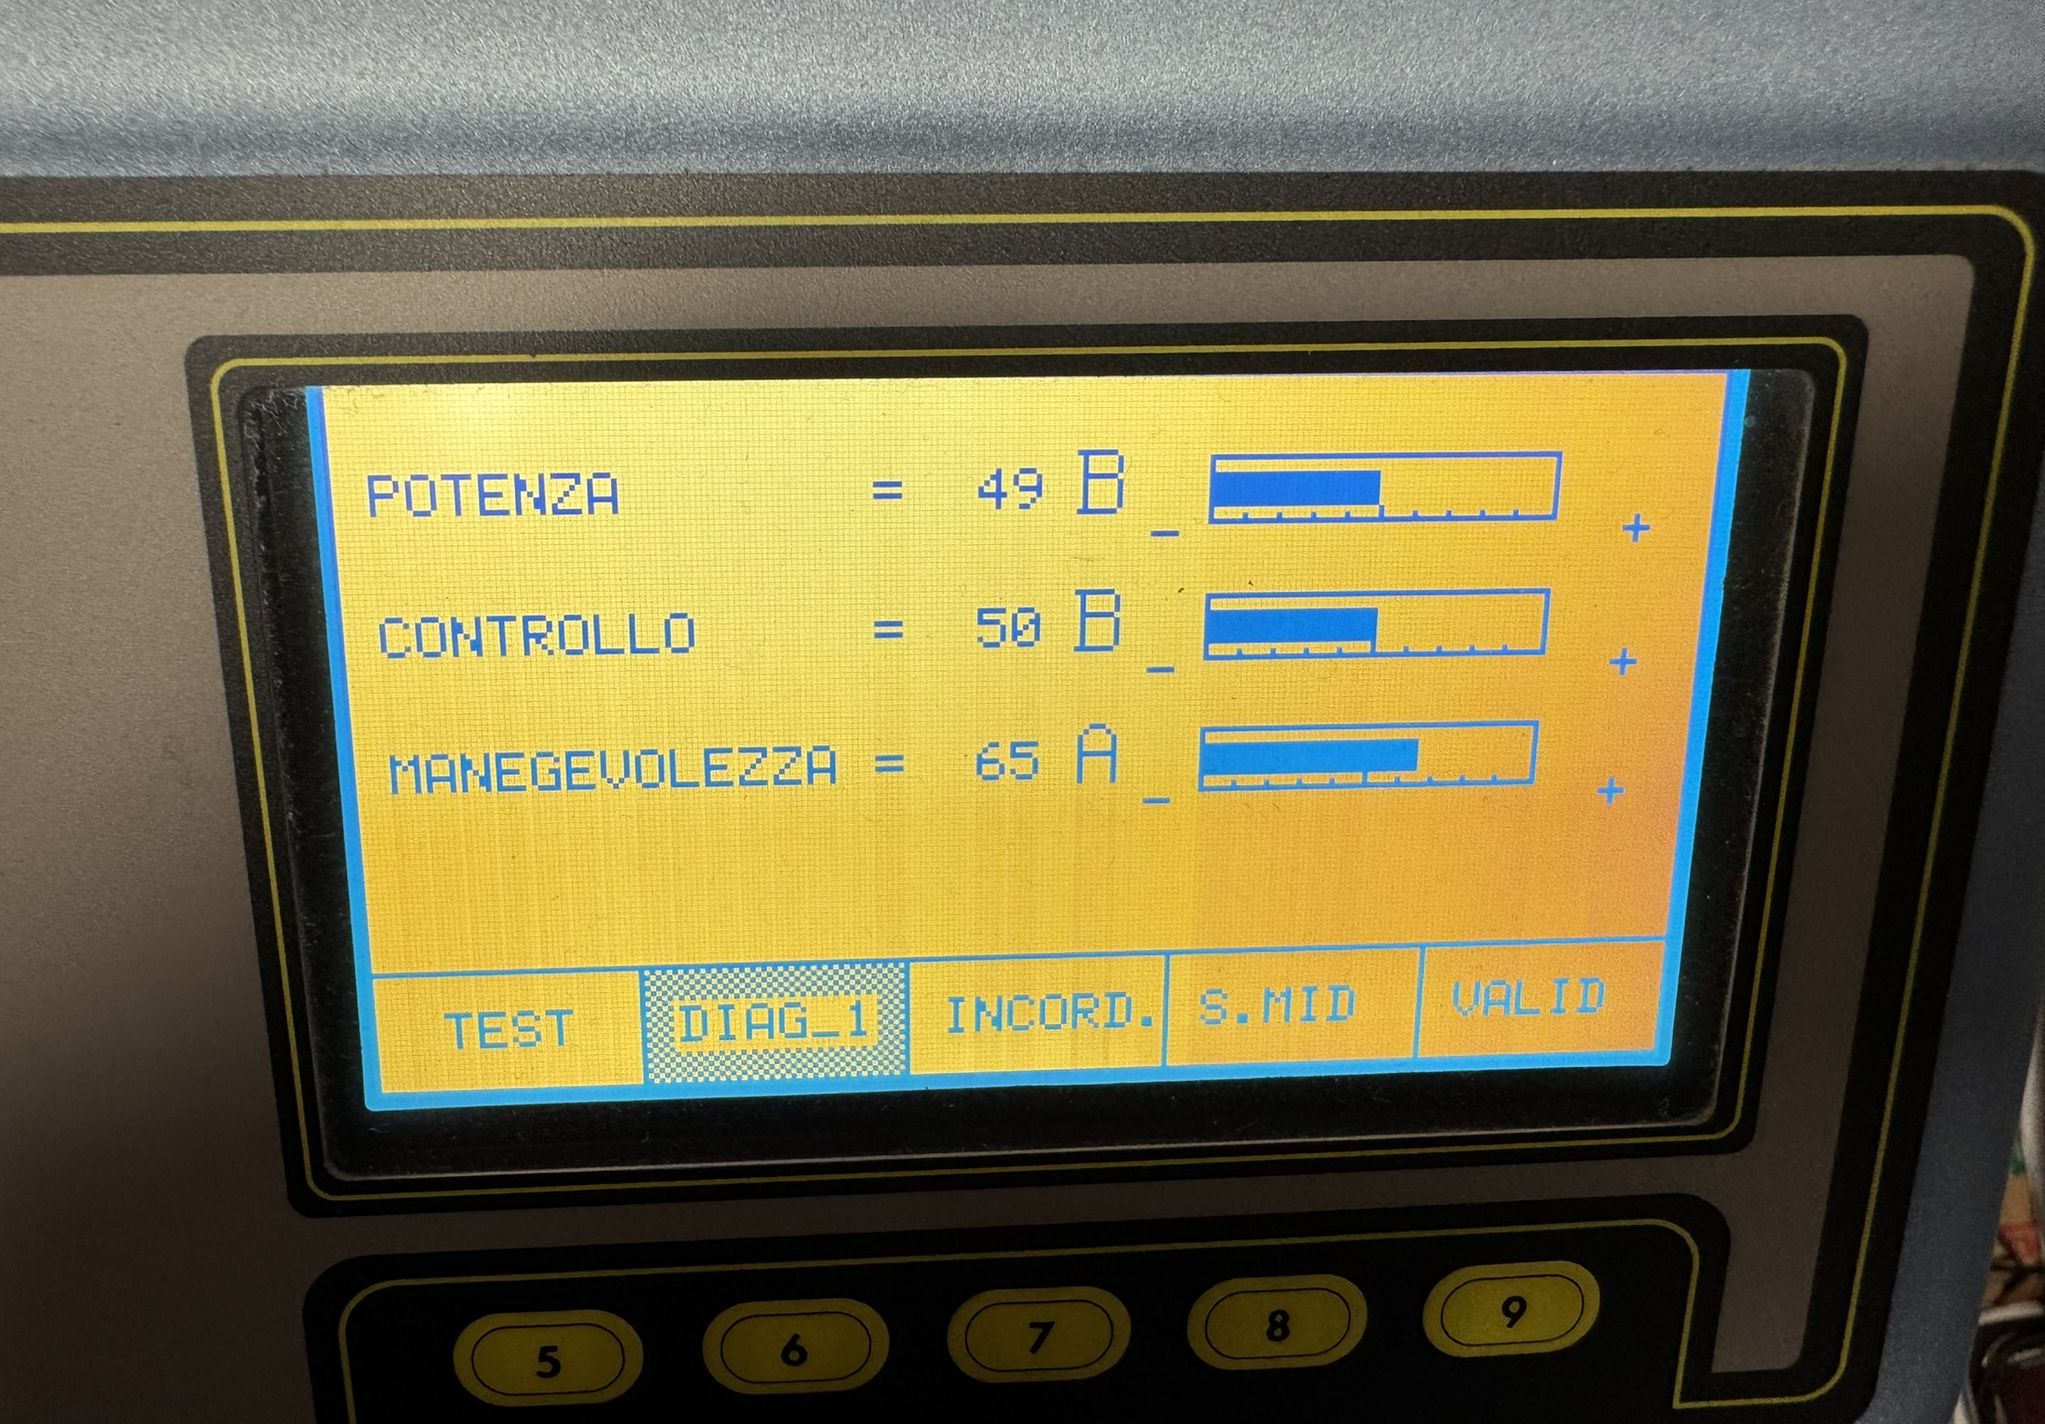 POTENZA = 49 B - +
CONTROLLO = 50 B - +
MANEGEVOLEZZA = 65 A - +
TEST DIAG_1 INCORD. S.MID VALID
5 6 7 8 9